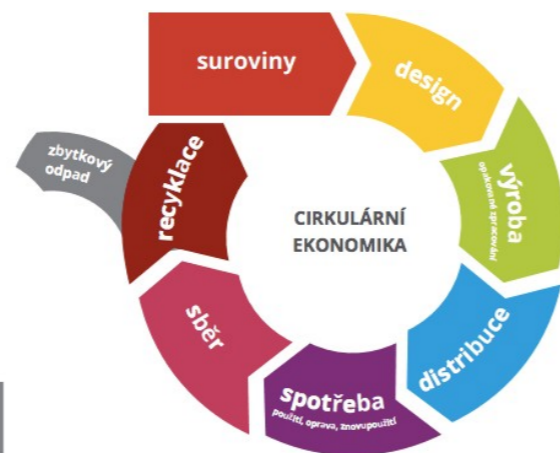 suroviny
design
výroba
opakované zpracování
distribuce
spotřeba
použití, oprava, znovupoužití
sběr
recyklace
zbytkový
odpad
CIRKULÁRNÍ
EKONOMIKA